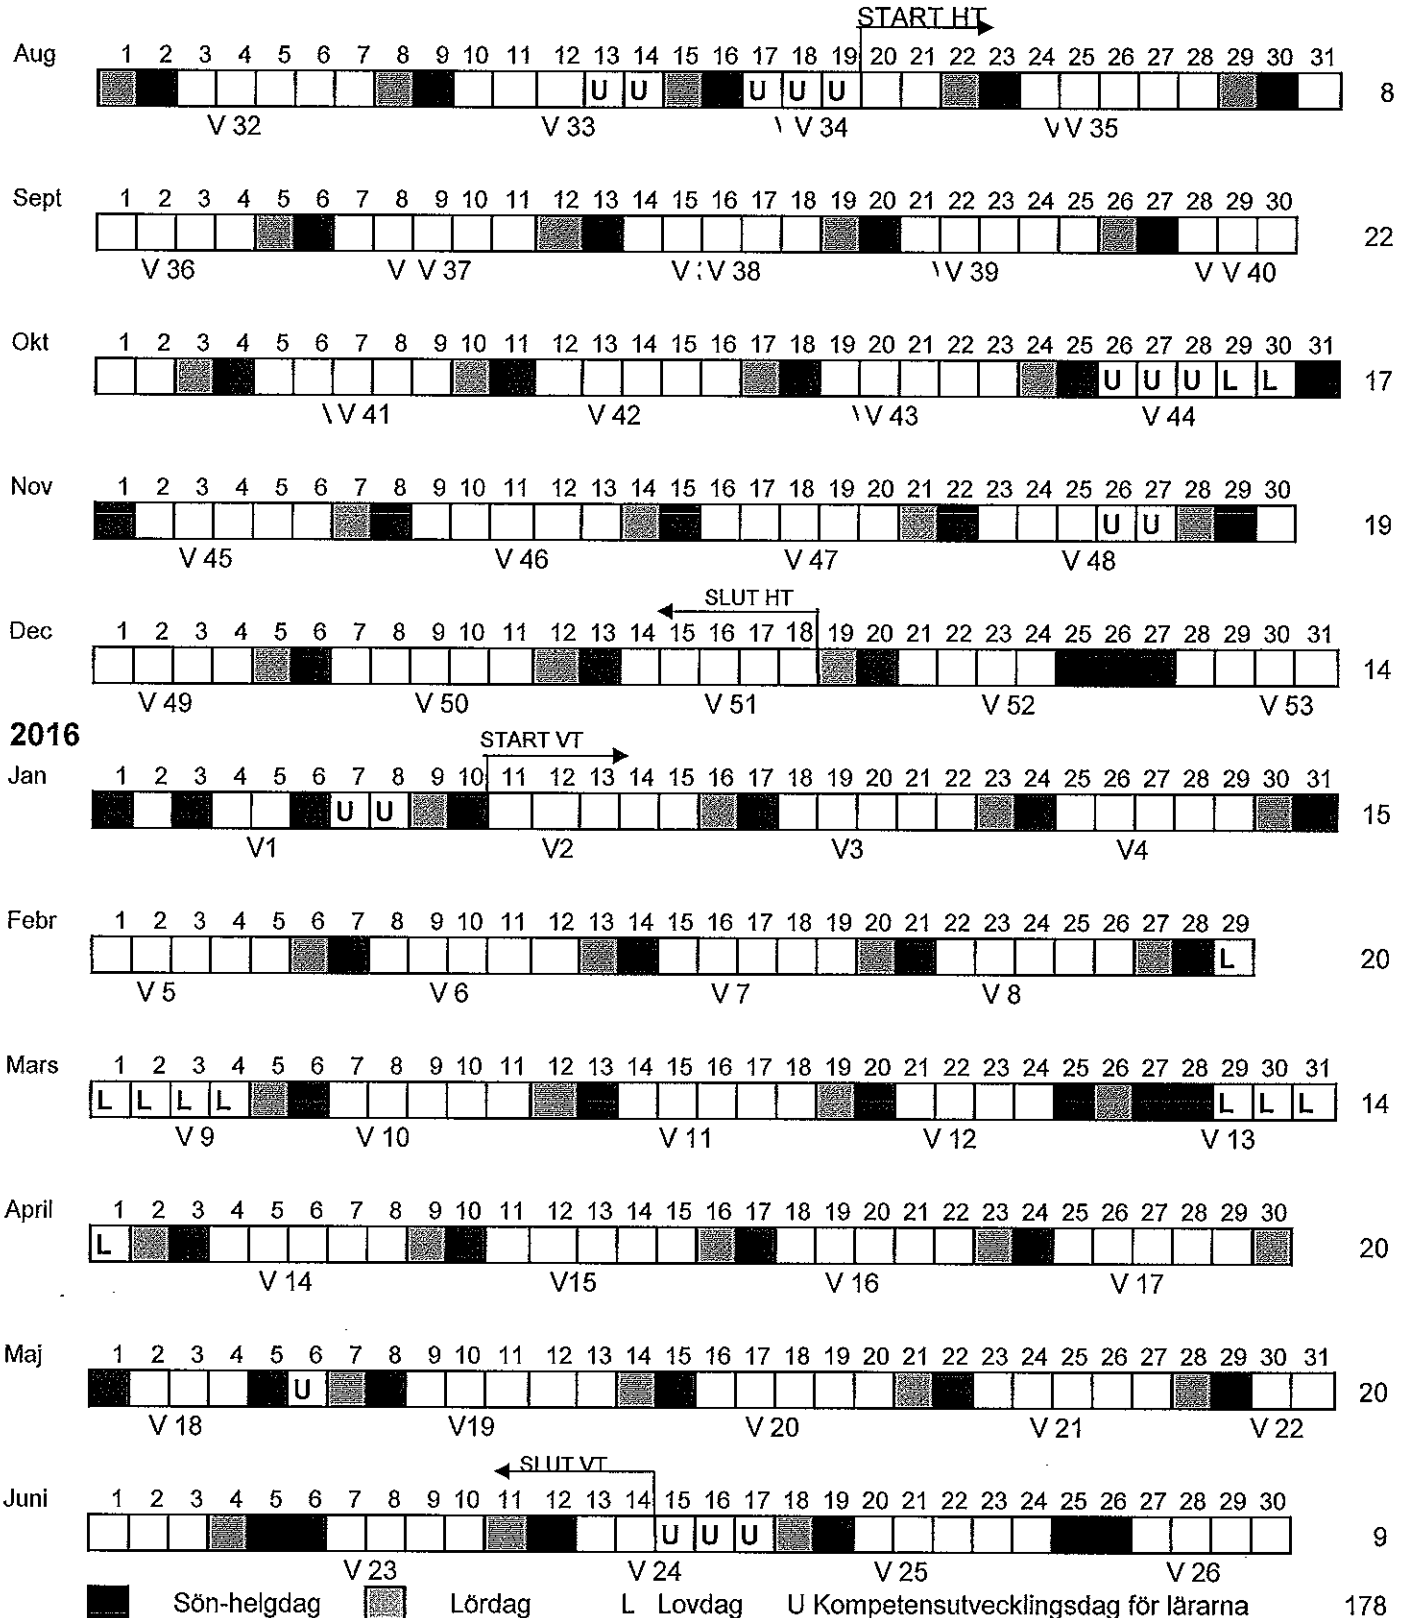 START HT
Aug 1 2 3 4 5 6 7 8 9 10 11 12 13 14 15 16 17 18 19 20 21 22 23 24 25 26 27 28 29 30 31
U U U U U 8
V 32 V 33 V 34 V 35
Sept 1 2 3 4 5 6 7 8 9 10 11 12 13 14 15 16 17 18 19 20 21 22 23 24 25 26 27 28 29 30
22
V 36 V V 37 V V 38 V 39 V V 40
Okt 1 2 3 4 5 6 7 8 9 10 11 12 13 14 15 16 17 18 19 20 21 22 23 24 25 26 27 28 29 30 31
U U U L L 17
V 41 V 42 V 43 V 44
Nov 1 2 3 4 5 6 7 8 9 10 11 12 13 14 15 16 17 18 19 20 21 22 23 24 25 26 27 28 29 30
U U 19
V 45 V 46 V 47 V 48
SLUT HT
Dec 1 2 3 4 5 6 7 8 9 10 11 12 13 14 15 16 17 18 19 20 21 22 23 24 25 26 27 28 29 30 31
14
V 49 V 50 V 51 V 52 V 53
2016
START VT
Jan 1 2 3 4 5 6 7 8 9 10 11 12 13 14 15 16 17 18 19 20 21 22 23 24 25 26 27 28 29 30 31
U U 15
V1 V2 V3 V4
Febr 1 2 3 4 5 6 7 8 9 10 11 12 13 14 15 16 17 18 19 20 21 22 23 24 25 26 27 28 29
L 20
V 5 V 6 V 7 V 8
Mars 1 2 3 4 5 6 7 8 9 10 11 12 13 14 15 16 17 18 19 20 21 22 23 24 25 26 27 28 29 30 31
L L L L L L L 14
V 9 V 10 V 11 V 12 V 13
April 1 2 3 4 5 6 7 8 9 10 11 12 13 14 15 16 17 18 19 20 21 22 23 24 25 26 27 28 29 30
L 20
V 14 V15 V 16 V 17
Maj 1 2 3 4 5 6 7 8 9 10 11 12 13 14 15 16 17 18 19 20 21 22 23 24 25 26 27 28 29 30 31
U 20
V 18 V19 V 20 V 21 V 22
SLUT VT
Juni 1 2 3 4 5 6 7 8 9 10 11 12 13 14 15 16 17 18 19 20 21 22 23 24 25 26 27 28 29 30
U U U 9
V 23 V 24 V 25 V 26
Sön-helgdag Lördag L Lovdag U Kompetensutvecklingsdag för lärarna 178